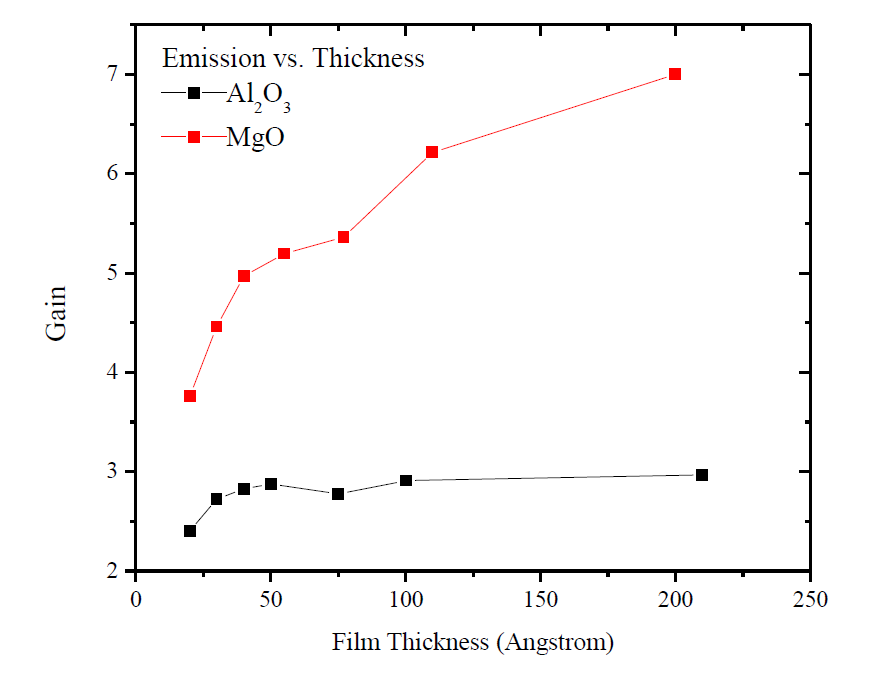 Emission vs. Thickness
Al₂O₃
MgO
7
6
5
4
3
2
Gain
0 50 100 150 200 250
Film Thickness (Angstrom)